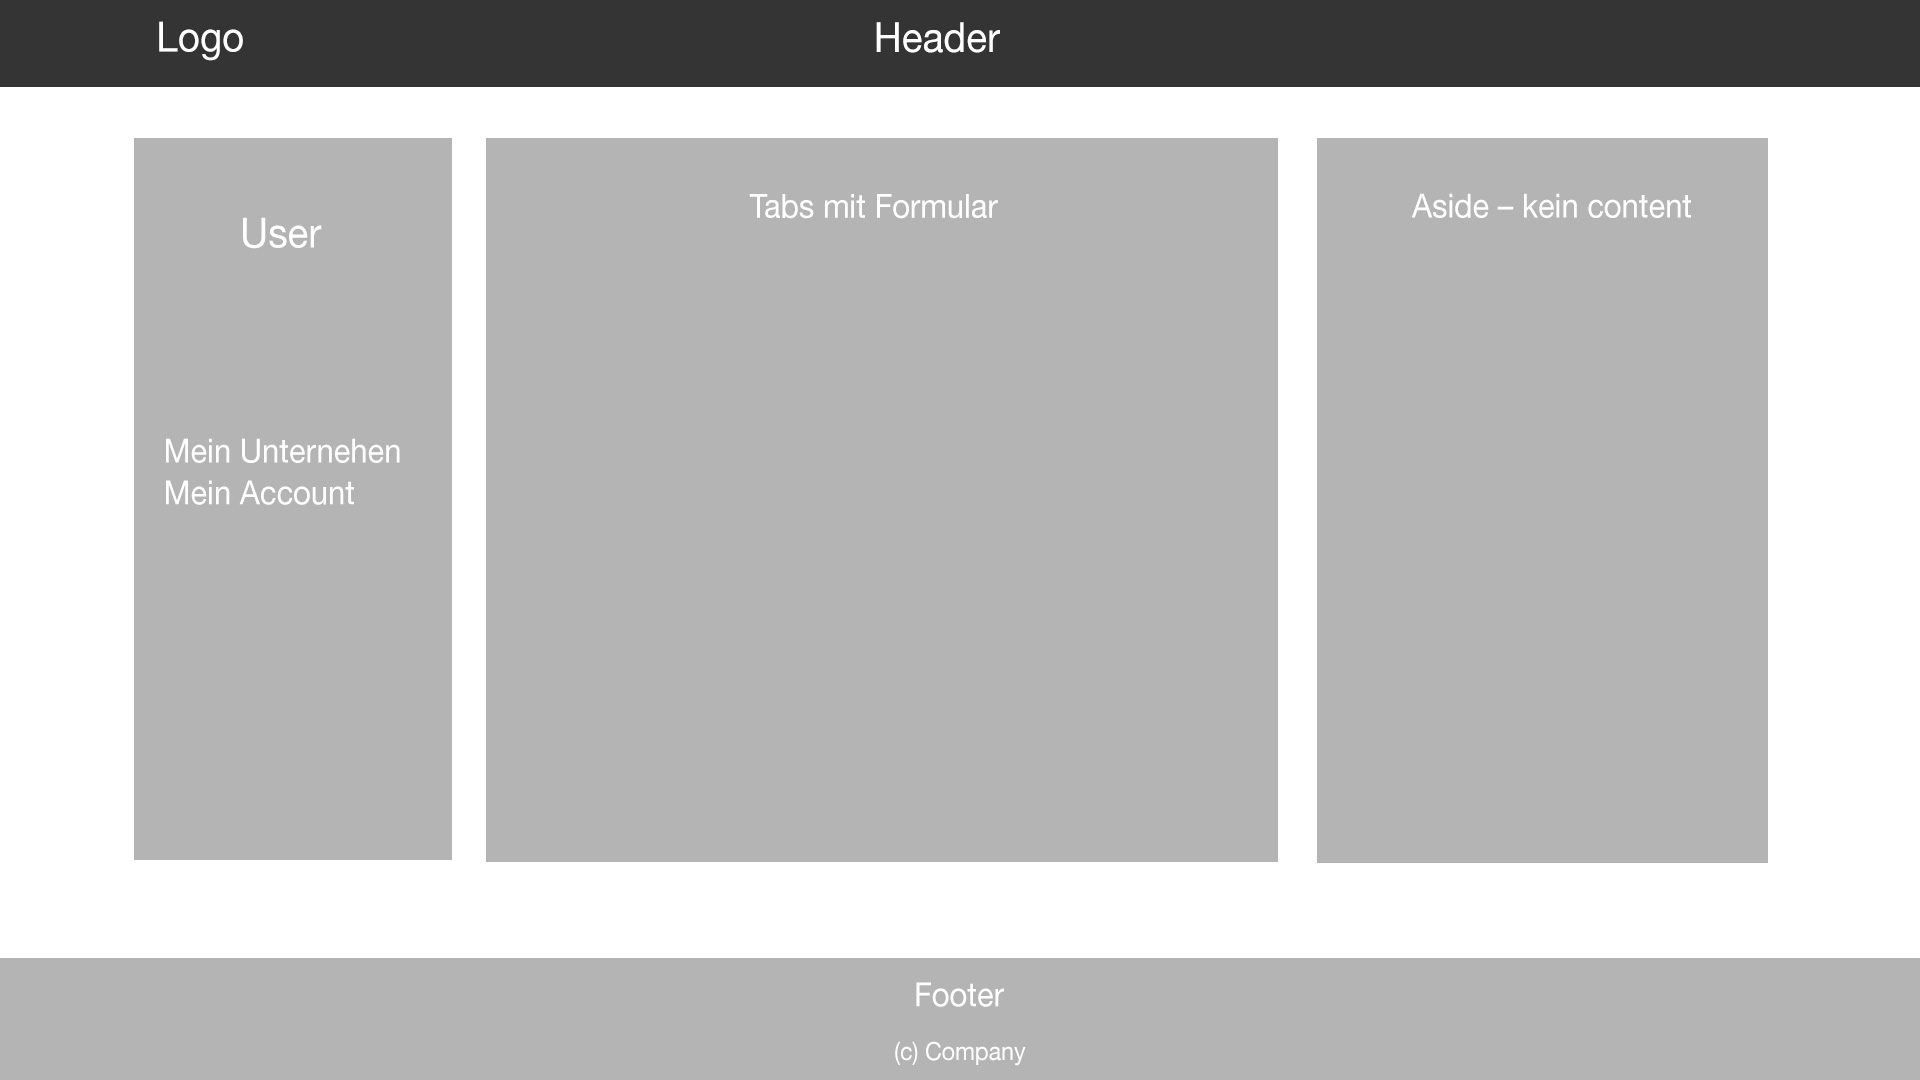 Logo
Header
User
Mein Unternehen
Mein Account
Tabs mit Formular
Aside – kein content
Footer
(c) Company